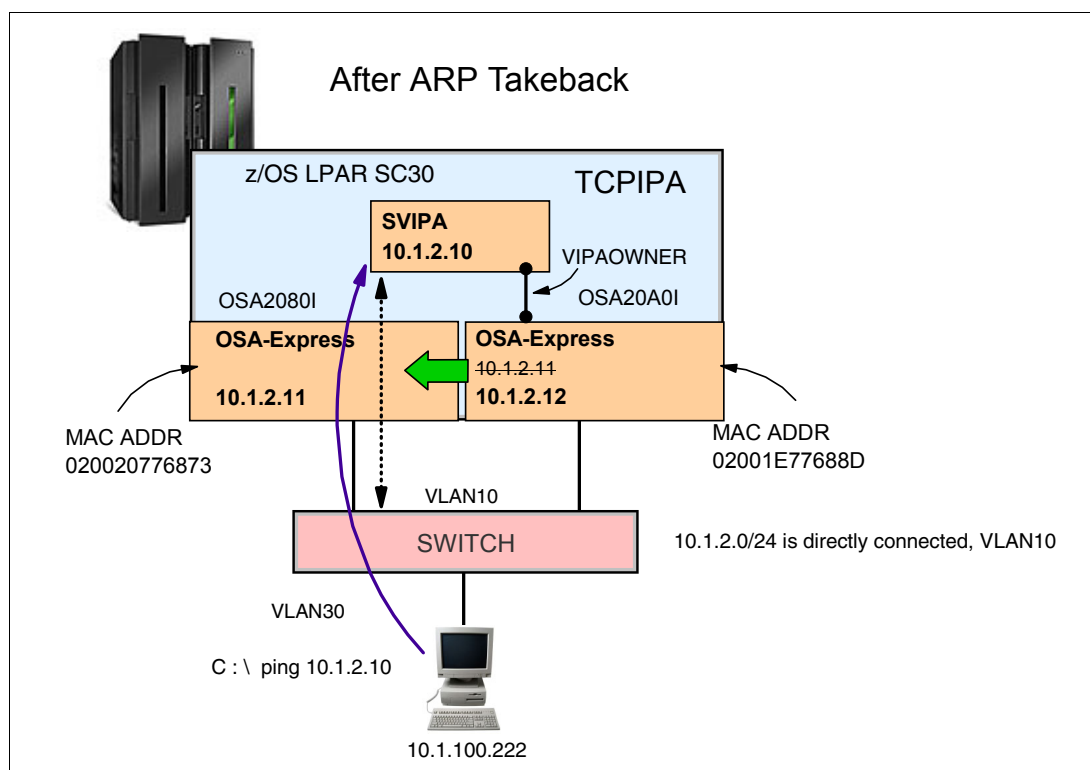 After ARP Takeback
z/OS LPAR SC30
TCPIPA
SVIPA
10.1.2.10
VIPAOWNER
OSA2080I
OSA20A0I
OSA-Express
10.1.2.11
OSA-Express
10.1.2.11
10.1.2.12
MAC ADDR
020020776873
MAC ADDR
02001E77688D
VLAN10
SWITCH
10.1.2.0/24 is directly connected, VLAN10
VLAN30
C : \ ping 10.1.2.10
10.1.100.222